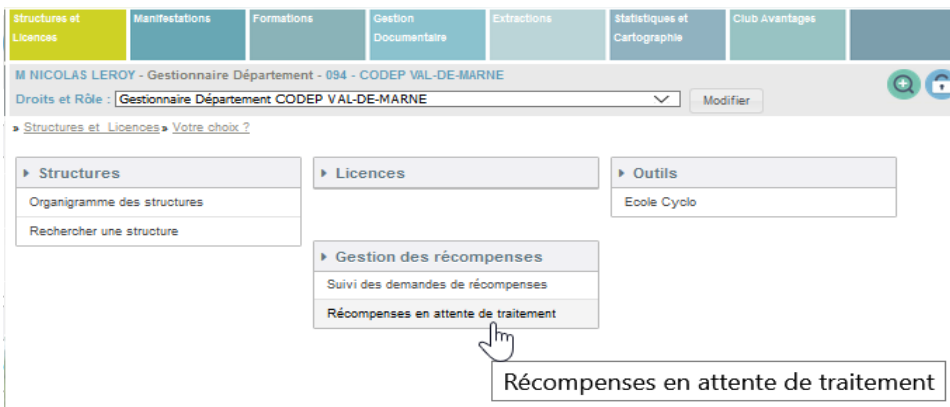 Structures et
Licences
Manifestations
Formations
Gestion
Documentaire
Extractions
Statistiques et
Cartographie
Club Avantages
M NICOLAS LEROY - Gestionnaire Département - 094 - CODEP VAL-DE-MARNE
Droits et Rôle : Gestionnaire Département CODEP VAL-DE-MARNE
Modifier
» Structures et Licences » Votre choix ?
Structures
Organigramme des structures
Rechercher une structure
Licences
Gestion des récompenses
Suivi des demandes de récompenses
Récompenses en attente de traitement
Outils
Ecole Cyclo
Récompenses en attente de traitement